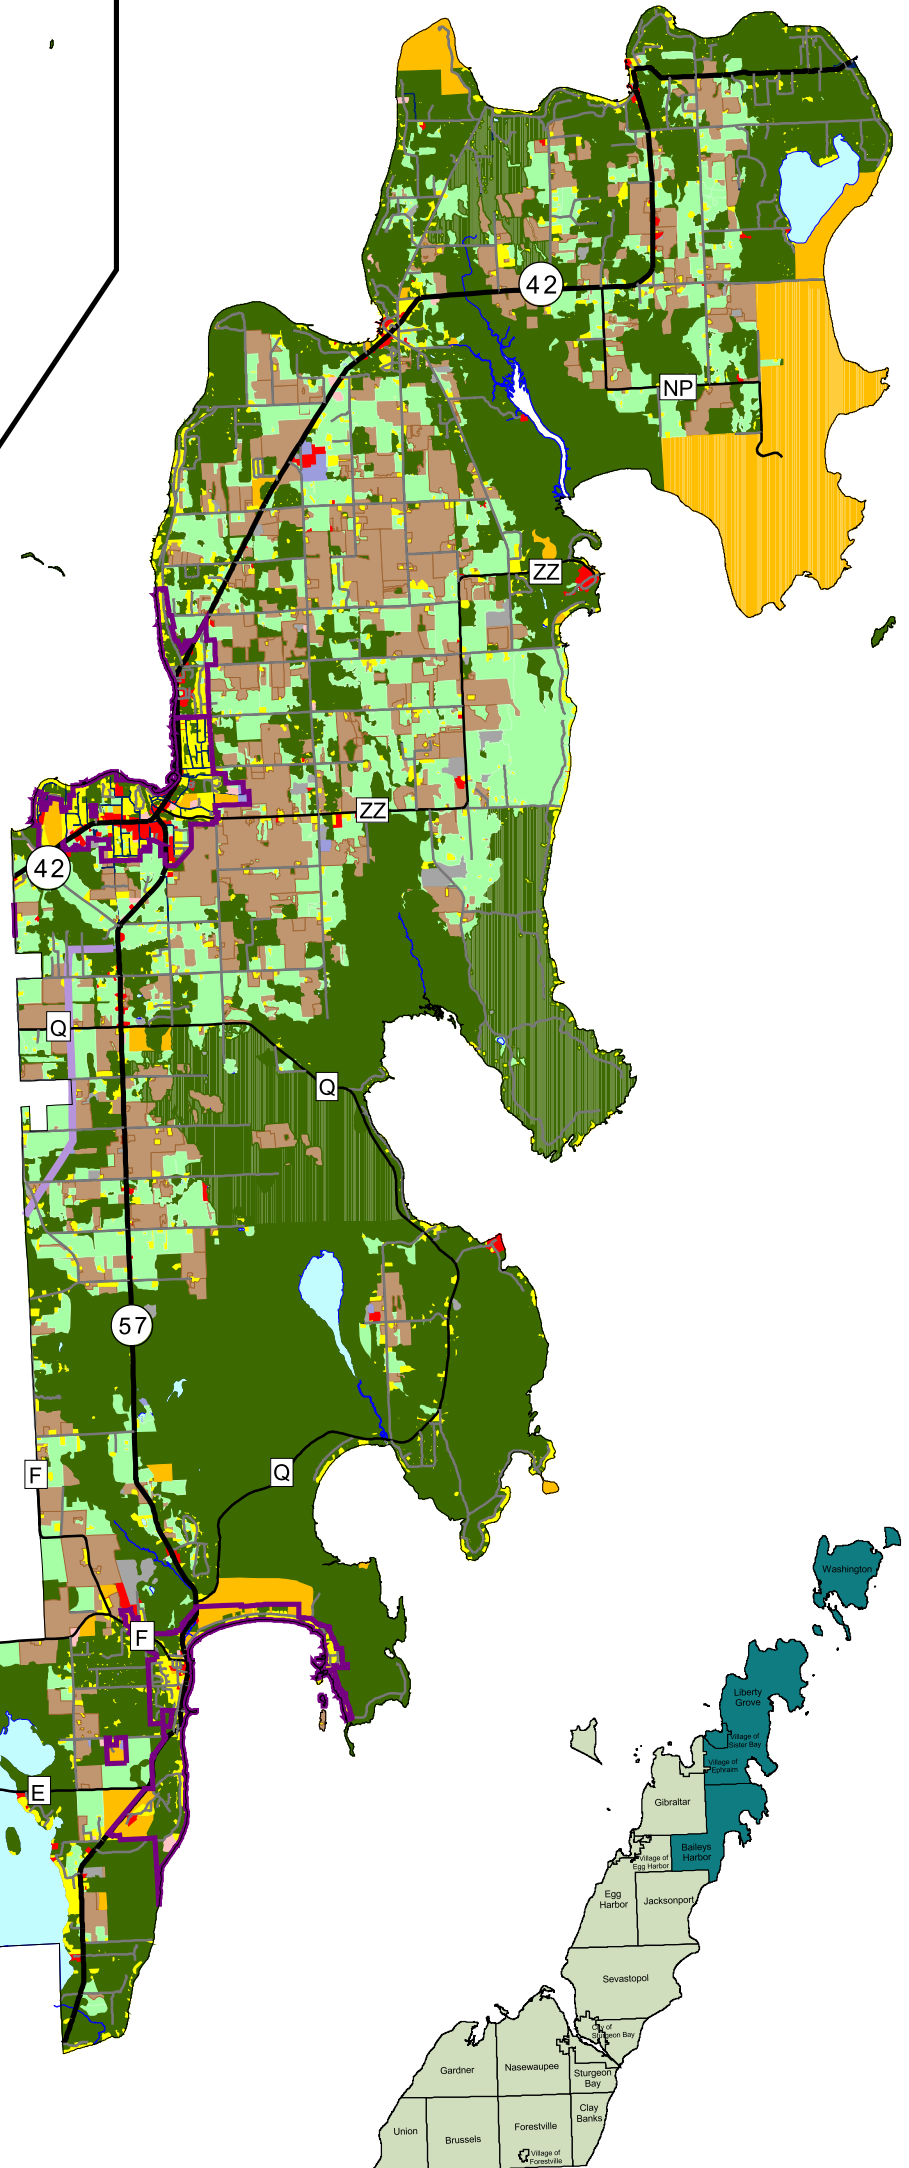 42
NP
ZZ
ZZ
42
Q
Q
57
F
Q
F
E
Washington
Liberty
Grove
Village of
Sister Bay
Village of
Ephraim
Gibraltar
Baileys
Harbor
Village of
Egg Harbor
Egg
Harbor
Jacksonport
Sevastopol
City of
Sturgeon Bay
Gardner
Nasewaupee
Sturgeon
Bay
Clay
Banks
Union
Brussels
Forestville
Village of
Forestville